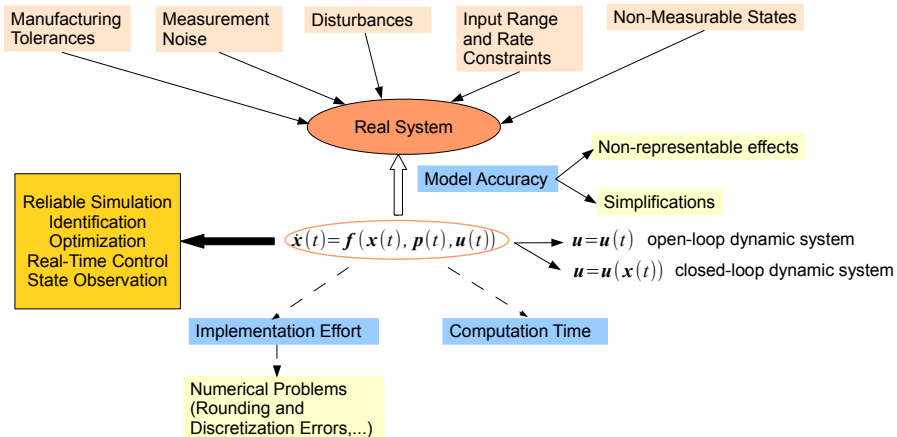 Manufacturing
Tolerances
Measurement
Noise
Disturbances
Input Range
and Rate
Constraints
Non-Measurable States
Real System
Non-representable effects
Model Accuracy
Simplifications
Reliable Simulation
Identification
Optimization
Real-Time Control
State Observation
ẋ(t)=f(x(t), p(t), u(t))
u=u(t) open-loop dynamic system
u=u(x(t)) closed-loop dynamic system
Implementation Effort
Computation Time
Numerical Problems
(Rounding and
Discretization Errors,...)